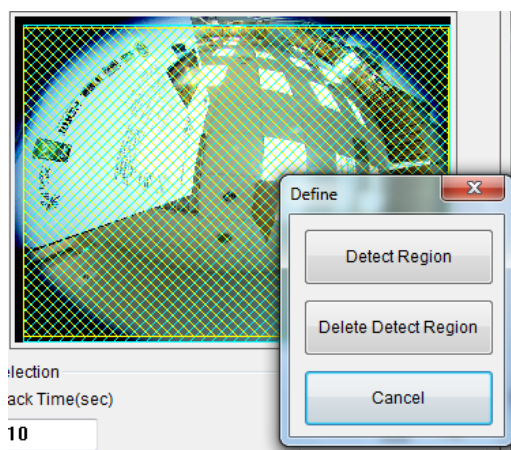 Define
Detect Region
Delete Detect Region
Cancel
election
ack Time(sec)
10